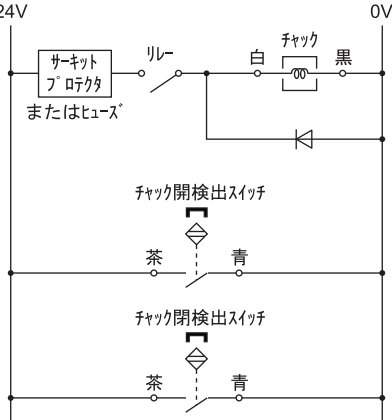 24V
0V
サーキット
プロテクタ
またはヒューズ
リレー
チャック
白
黒
チャック開検出スイッチ
茶
青
チャック閉検出スイッチ
茶
青